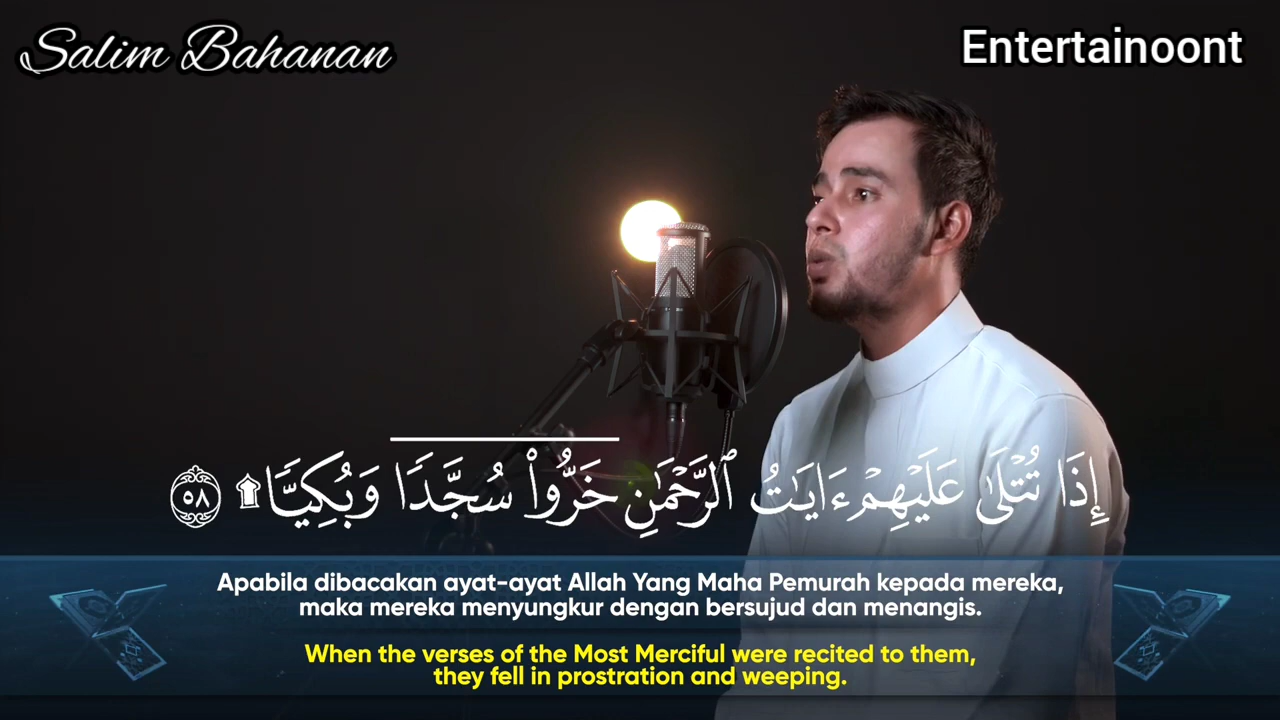 Salim Bahanan
Entertainoont
إِذَا تُتْلَىٰ عَلَيْهِمْ ءَايَـٰتُ ٱلرَّحْمَـٰنِ خَرُّوا۟ سُجَّدًا وَبُكِيًّا ۩ ٥٨
Apabila dibacakan ayat-ayat Allah Yang Maha Pemurah kepada mereka,
maka mereka menyungkur dengan bersujud dan menangis.
When the verses of the Most Merciful were recited to them,
they fell in prostration and weeping.